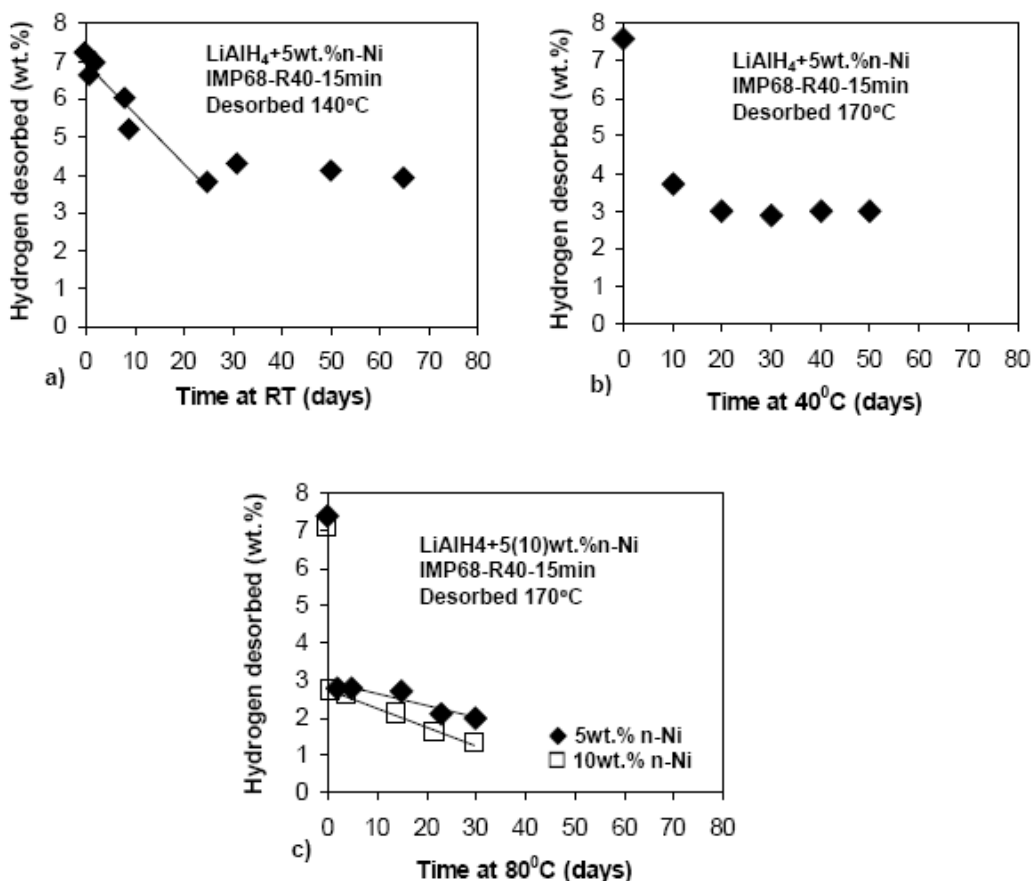 Hydrogen desorbed (wt.%)
8
7
6
5
4
3
2
1
0
LiAlH4+5wt.%n-Ni
IMP68-R40-15min
Desorbed 140°C
0 10 20 30 40 50 60 70 80
a)
Time at RT (days)
Hydrogen desorbed (wt.%)
8
7
6
5
4
3
2
1
0
LiAlH4+5wt.%n-Ni
IMP68-R40-15min
Desorbed 170°C
0 10 20 30 40 50 60 70 80
b)
Time at 40⁰C (days)
Hydrogen desorbed (wt.%)
8
7
6
5
4
3
2
1
0
LiAlH4+5(10)wt.%n-Ni
IMP68-R40-15min
Desorbed 170°C
5wt.% n-Ni
10wt.% n-Ni
0 10 20 30 40 50 60 70 80
c)
Time at 80⁰C (days)